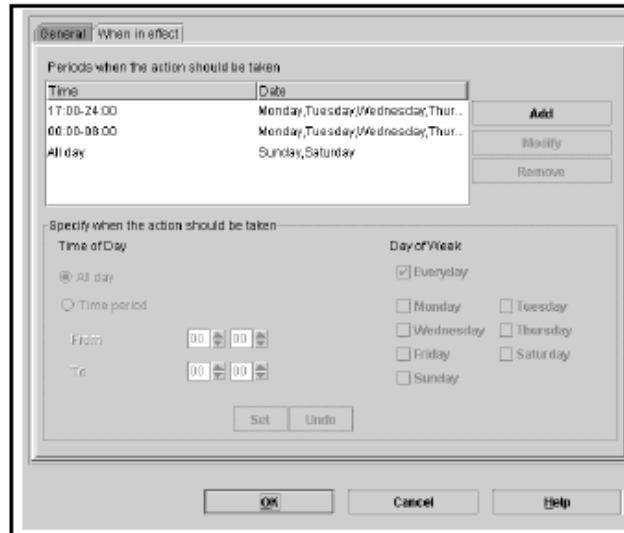 General When in effect
Periods when the action should be taken
Time Date
17:00-24:00 Monday,Tuesday,Wednesday,Thur...
00:00-08:00 Monday,Tuesday,Wednesday,Thur...
All day Sunday,Saturday
Add
Modify
Remove
Specify when the action should be taken
Time of Day Day of Week
All day Everyday
Time period Monday Tuesday
From 00 00 Wednesday Thursday
Friday Saturday
To 00 00
Sunday
Set Undo
OK Cancel Help